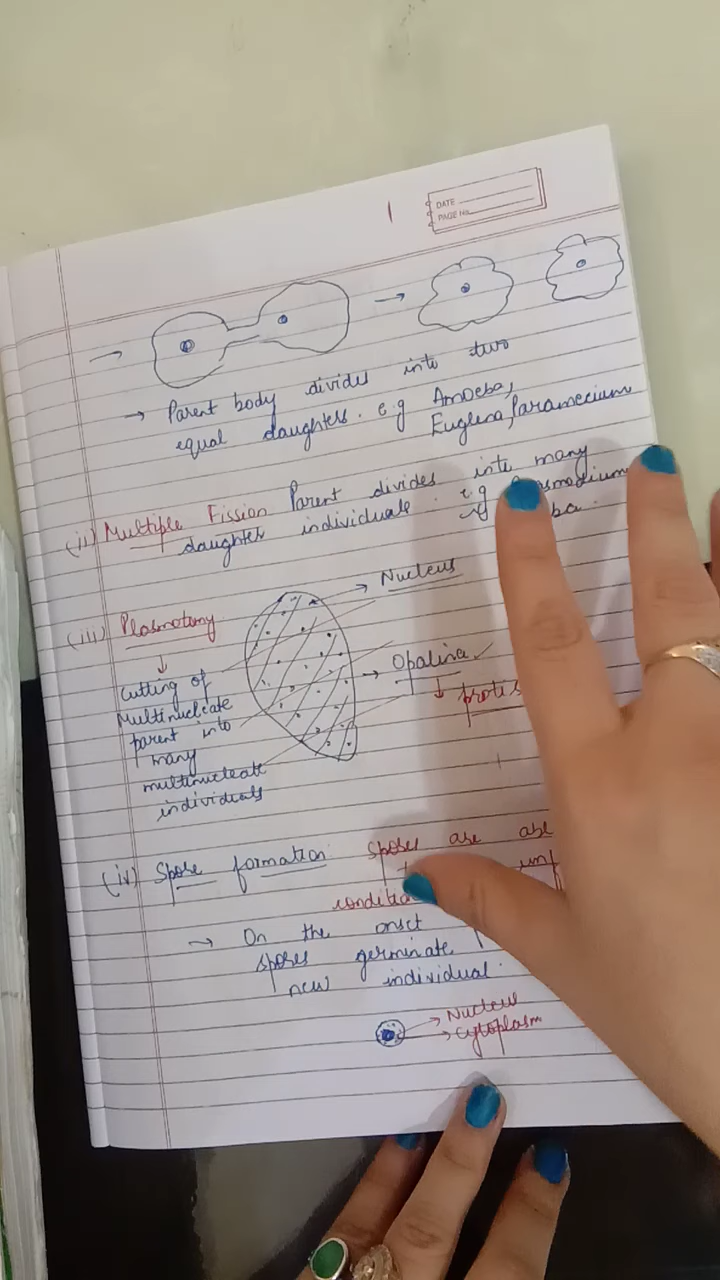 1
DATE
PAGE No.
→ Parent body divides into two
equal daughters. e.g Amoeba,
Euglena, Paramecium
(ii) Multiple Fission Parent divides into many
daughter individuals. e.g
(iii) Plasmotomy
↓
Cutting of
Multinucleate
parent into
many
multinucleate
individuals
→ Nucleus
→ Opalina ✓
↓
(iv) Spore formation: Spores are
→ On the onset
spores germinate
new individual.
→ Nucleus
→ cytoplasm